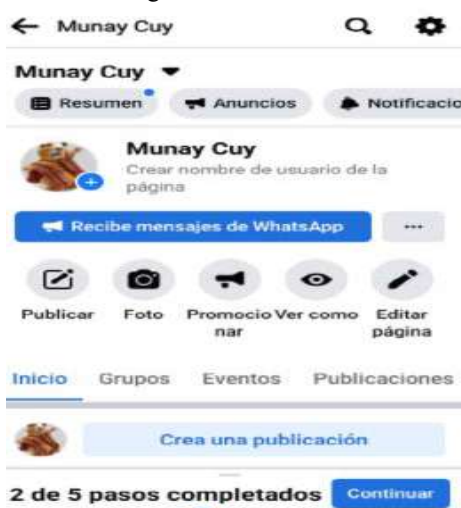 Munay Cuy
Munay Cuy
Resumen Anuncios Notificacio
Munay Cuy
Crear nombre de usuario de la
página
Recibe mensajes de WhatsApp
Publicar Foto Promocio Ver como Editar
nar página
Inicio Grupos Eventos Publicaciones
Crea una publicación
2 de 5 pasos completados Continuar